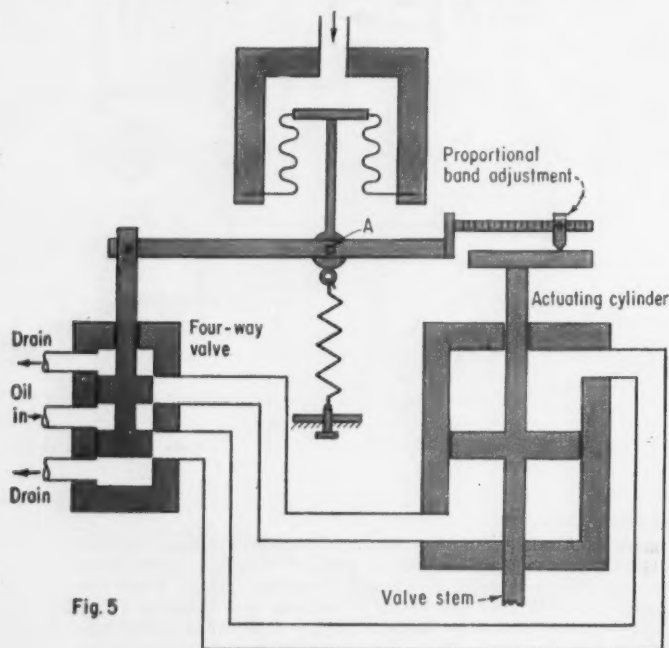 Proportional
band adjustment
A
Actuating cylinder
Four-way
valve
Drain
Oil
in
Drain
Valve stem
Fig. 5